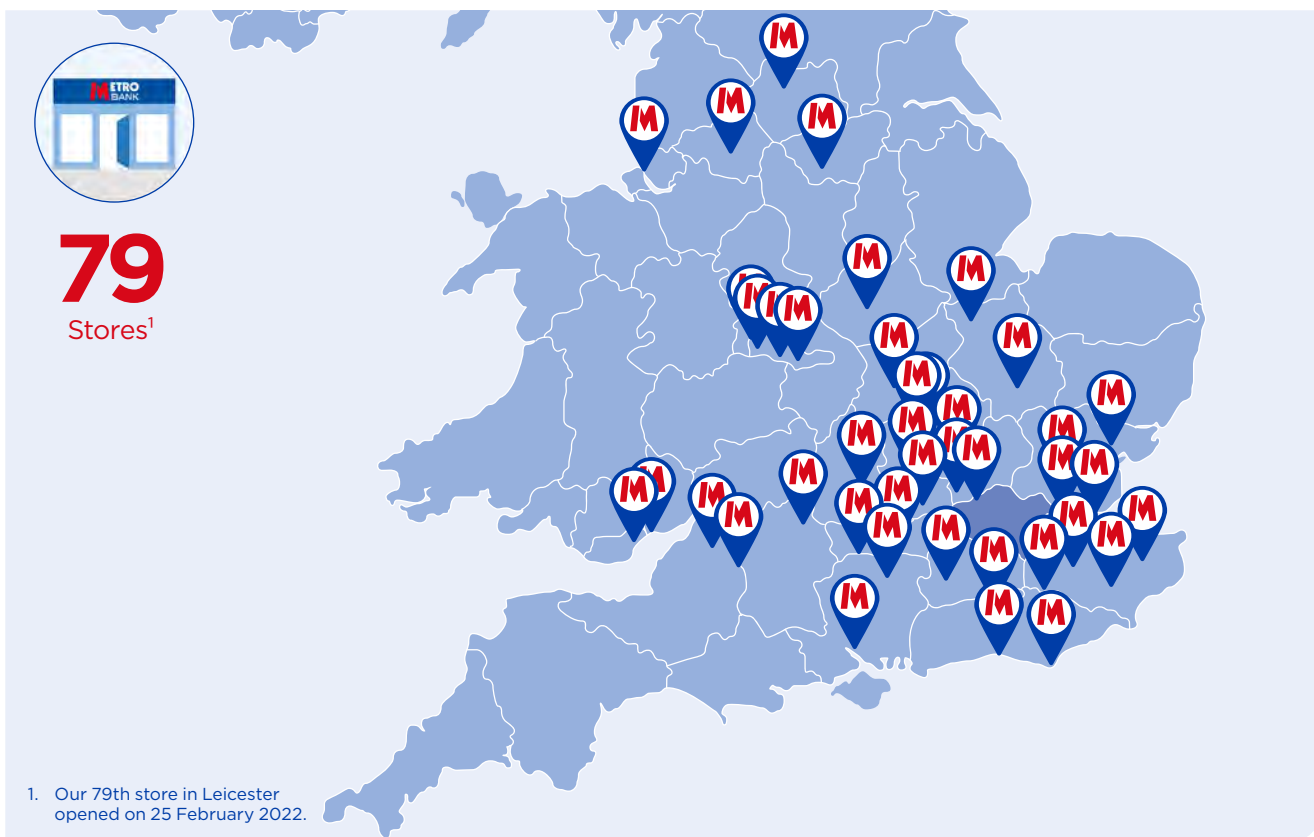 METRO
BANK
79
Stores1
1. Our 79th store in Leicester
opened on 25 February 2022.